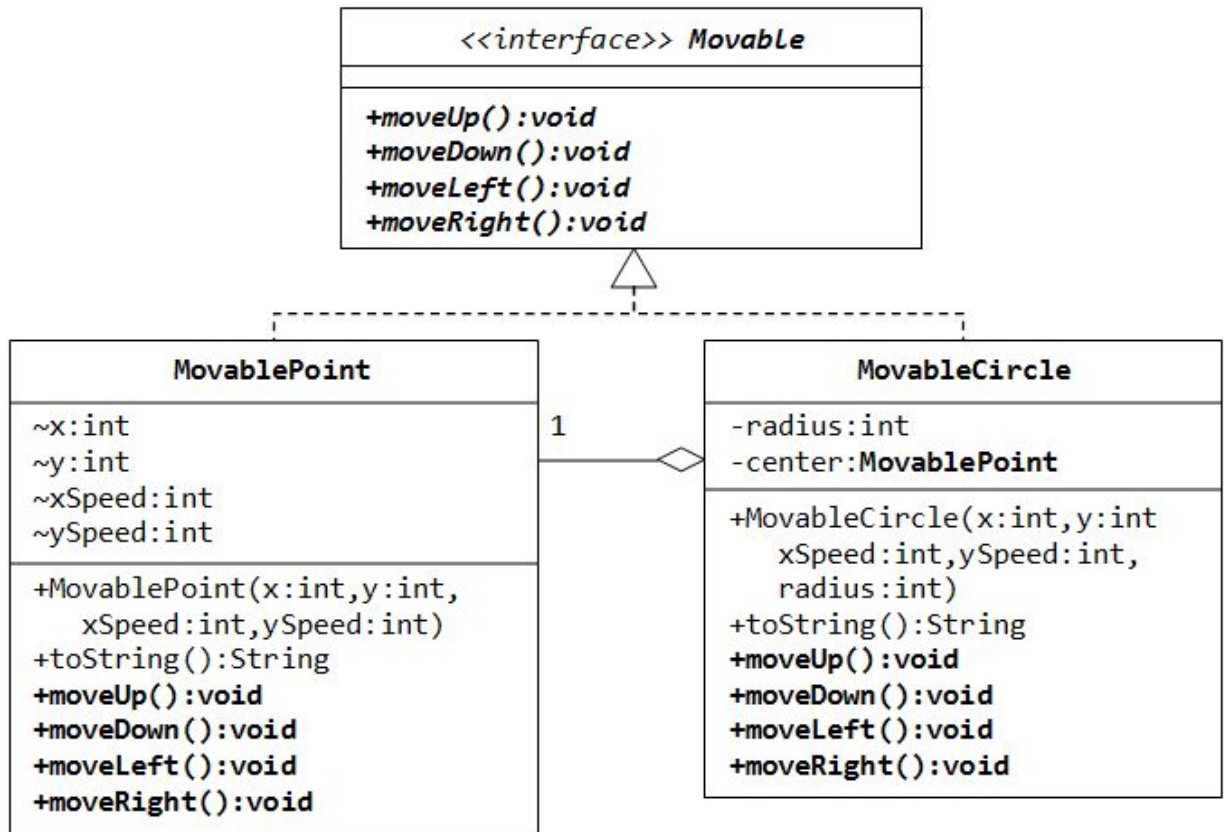 <<interface>> Movable
+moveUp():void
+moveDown():void
+moveLeft():void
+moveRight():void
MovablePoint
~x:int
~y:int
~xSpeed:int
~ySpeed:int
+MovablePoint(x:int,y:int,
xSpeed:int,ySpeed:int)
+toString():String
+moveUp():void
+moveDown():void
+moveLeft():void
+moveRight():void
1
MovableCircle
-radius:int
-center:MovablePoint
+MovableCircle(x:int,y:int
xSpeed:int,ySpeed:int,
radius:int)
+toString():String
+moveUp():void
+moveDown():void
+moveLeft():void
+moveRight():void